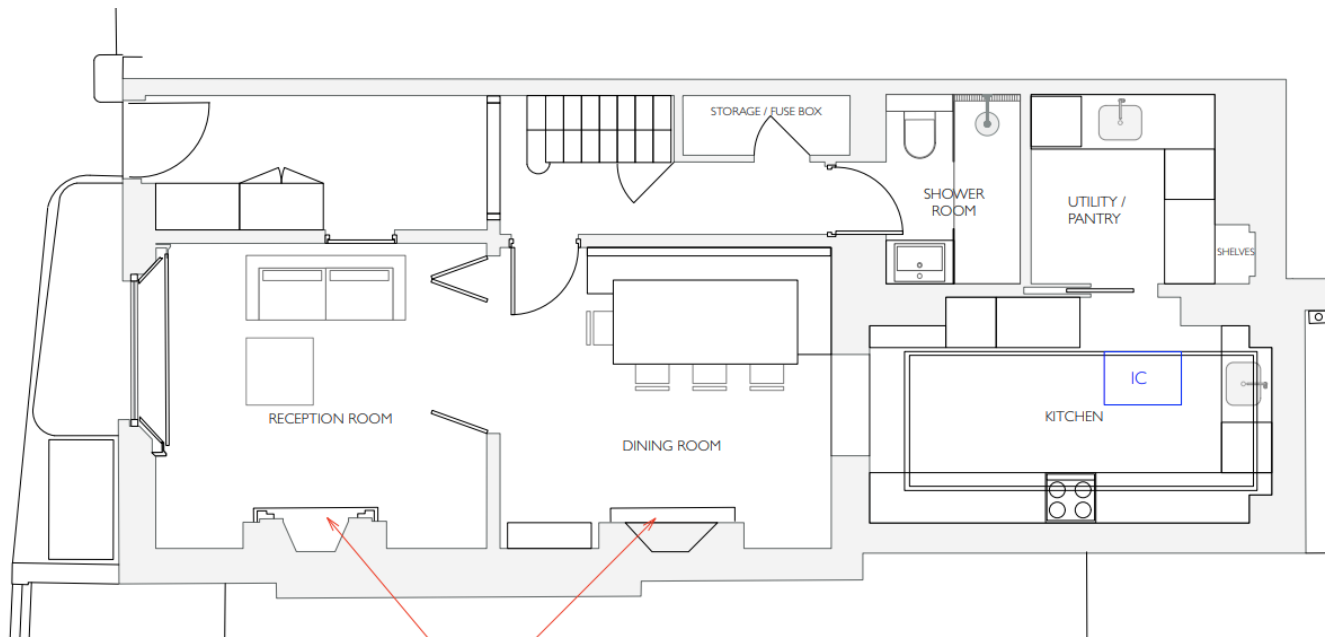 STORAGE / FUSE BOX
SHOWER
ROOM
UTILITY /
PANTRY
SHELVES
IC
RECEPTION ROOM
KITCHEN
DINING ROOM